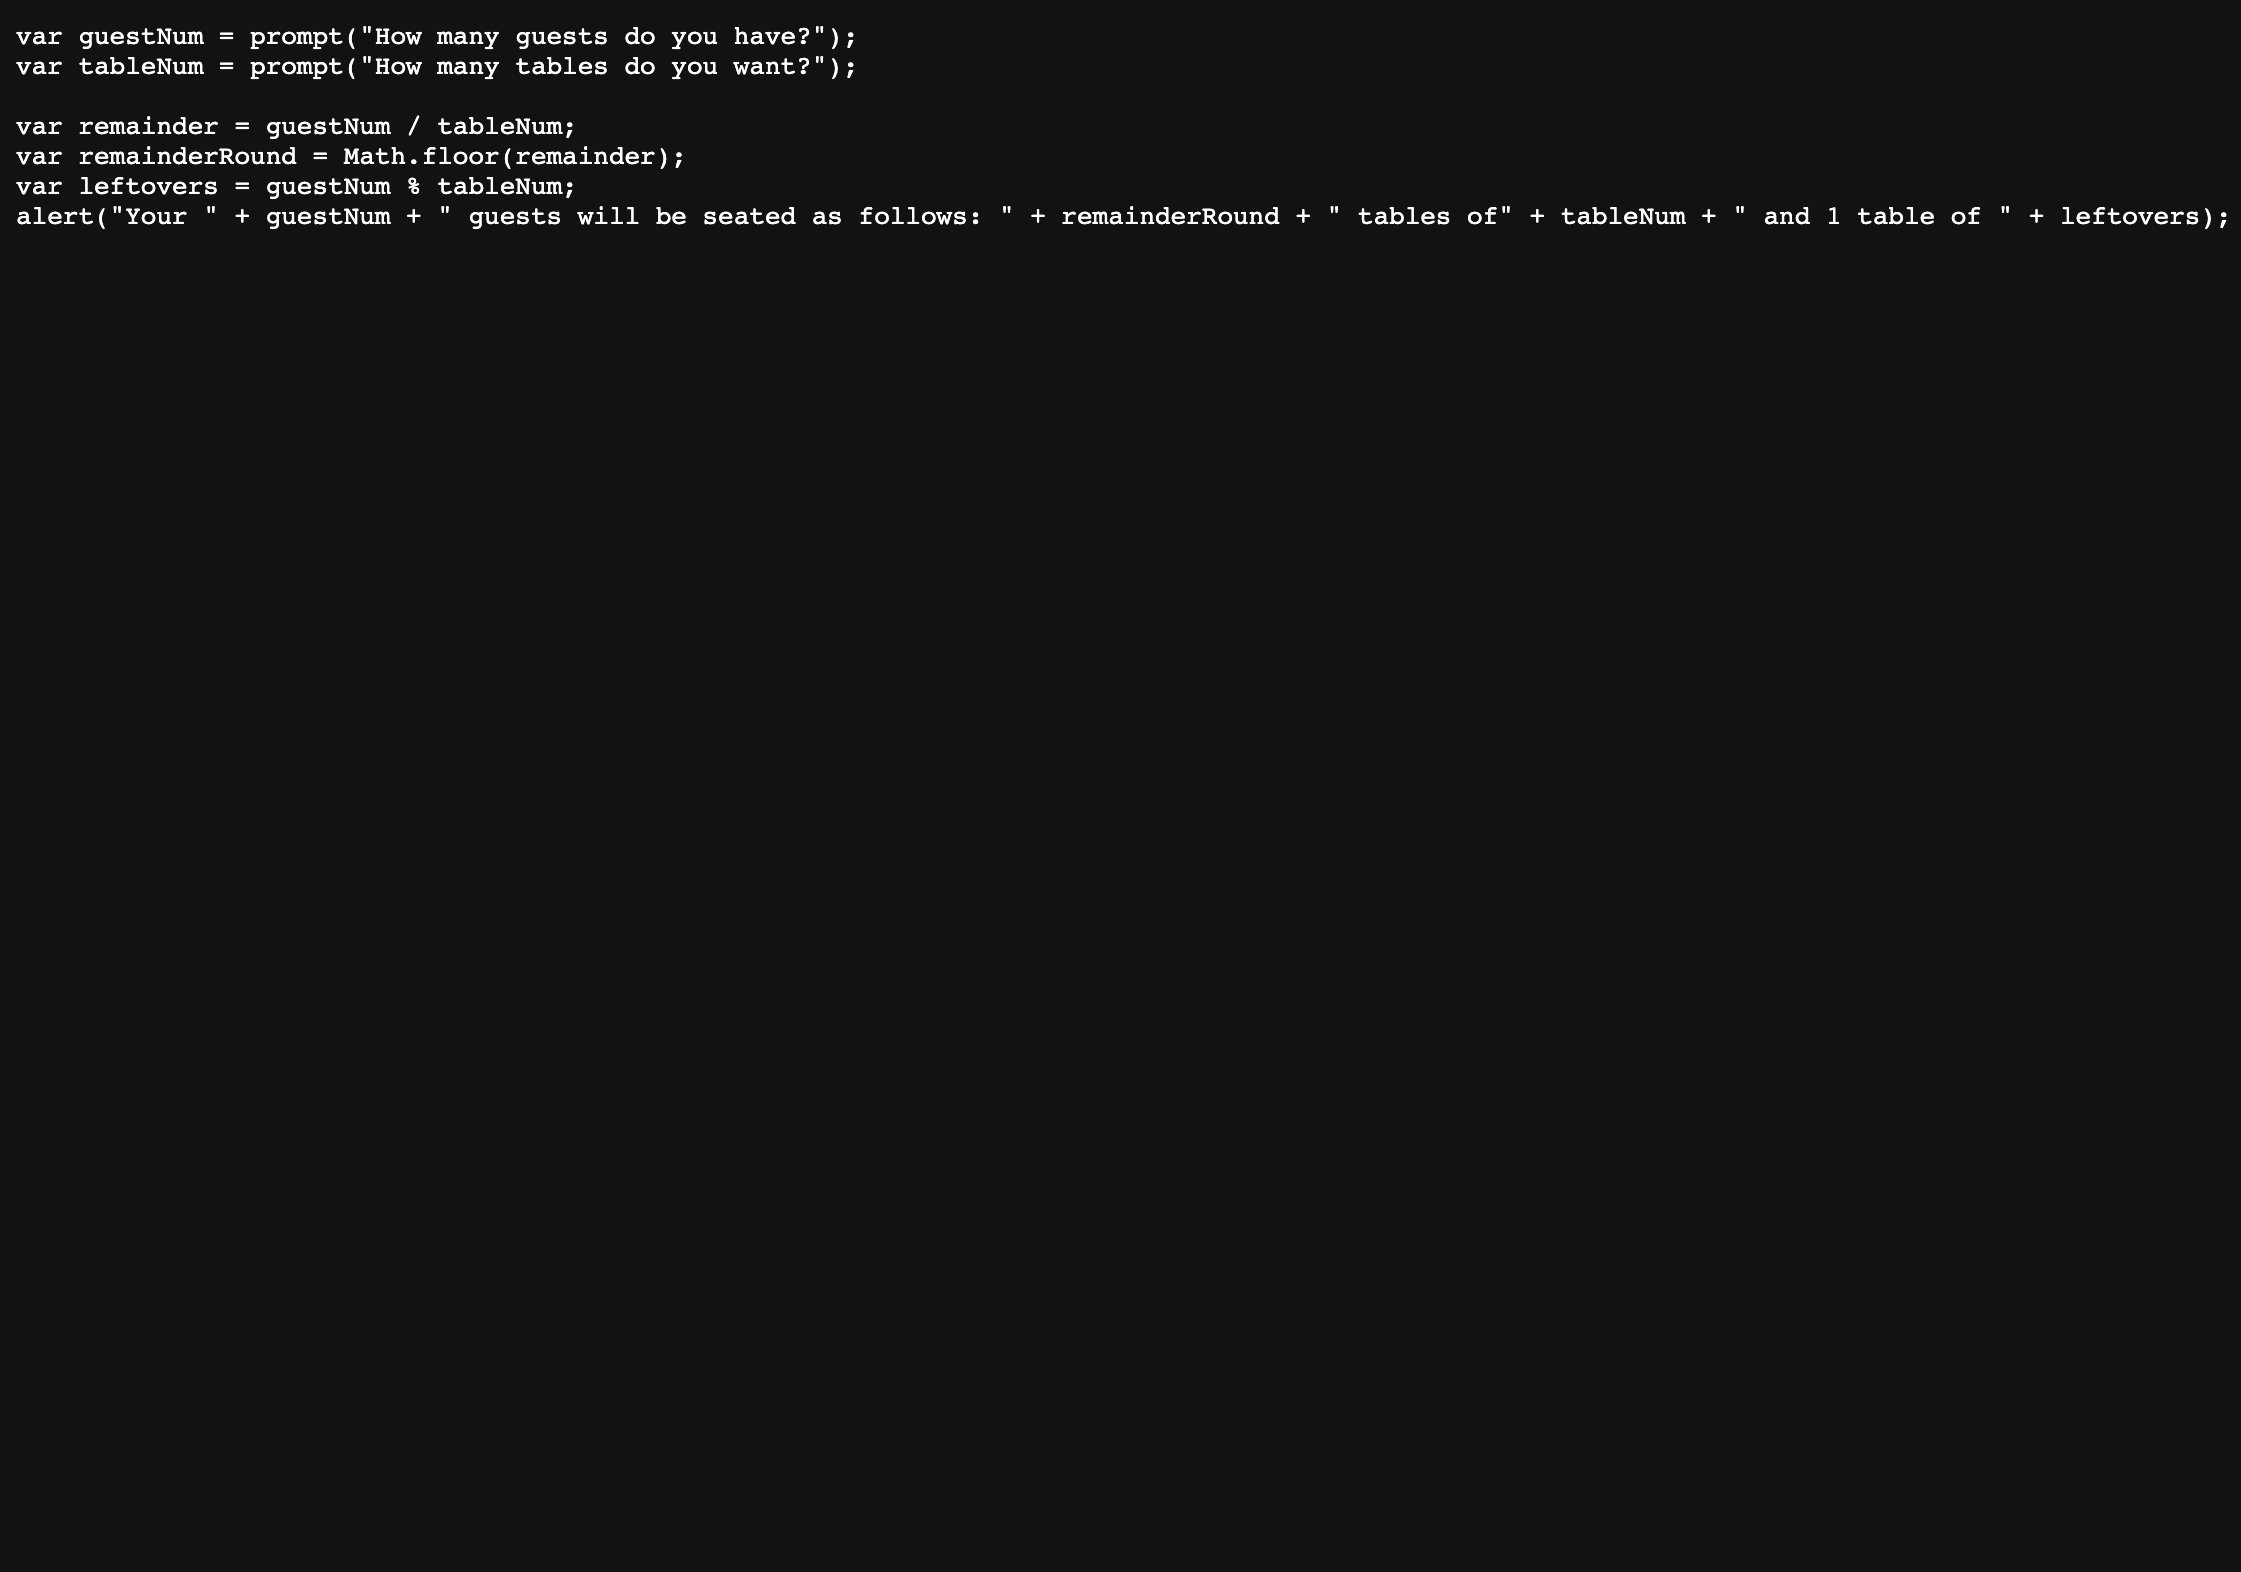 var guestNum = prompt("How many guests do you have?");
var tableNum = prompt("How many tables do you want?");
var remainder = guestNum / tableNum;
var remainderRound = Math.floor(remainder);
var leftovers = guestNum % tableNum;
alert("Your " + guestNum + " guests will be seated as follows: " + remainderRound + " tables of" + tableNum + " and 1 table of " + leftovers);